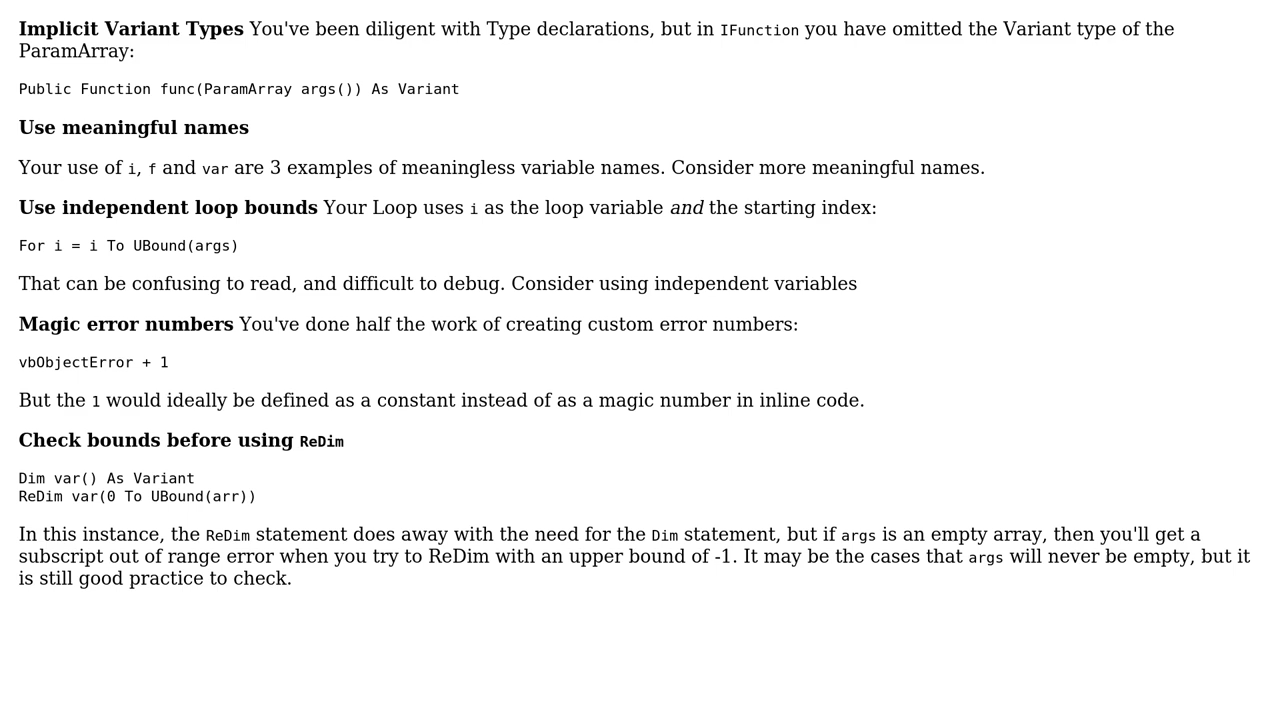 Implicit Variant Types You've been diligent with Type declarations, but in IFunction you have omitted the Variant type of the
ParamArray:
Public Function func(ParamArray args()) As Variant
Use meaningful names
Your use of i, f and var are 3 examples of meaningless variable names. Consider more meaningful names.
Use independent loop bounds Your Loop uses i as the loop variable and the starting index:
For i = i To UBound(args)
That can be confusing to read, and difficult to debug. Consider using independent variables
Magic error numbers You've done half the work of creating custom error numbers:
vbObjectError + 1
But the 1 would ideally be defined as a constant instead of as a magic number in inline code.
Check bounds before using ReDim
Dim var() As Variant
ReDim var(0 To UBound(arr))
In this instance, the ReDim statement does away with the need for the Dim statement, but if args is an empty array, then you'll get a
subscript out of range error when you try to ReDim with an upper bound of -1. It may be the cases that args will never be empty, but it
is still good practice to check.